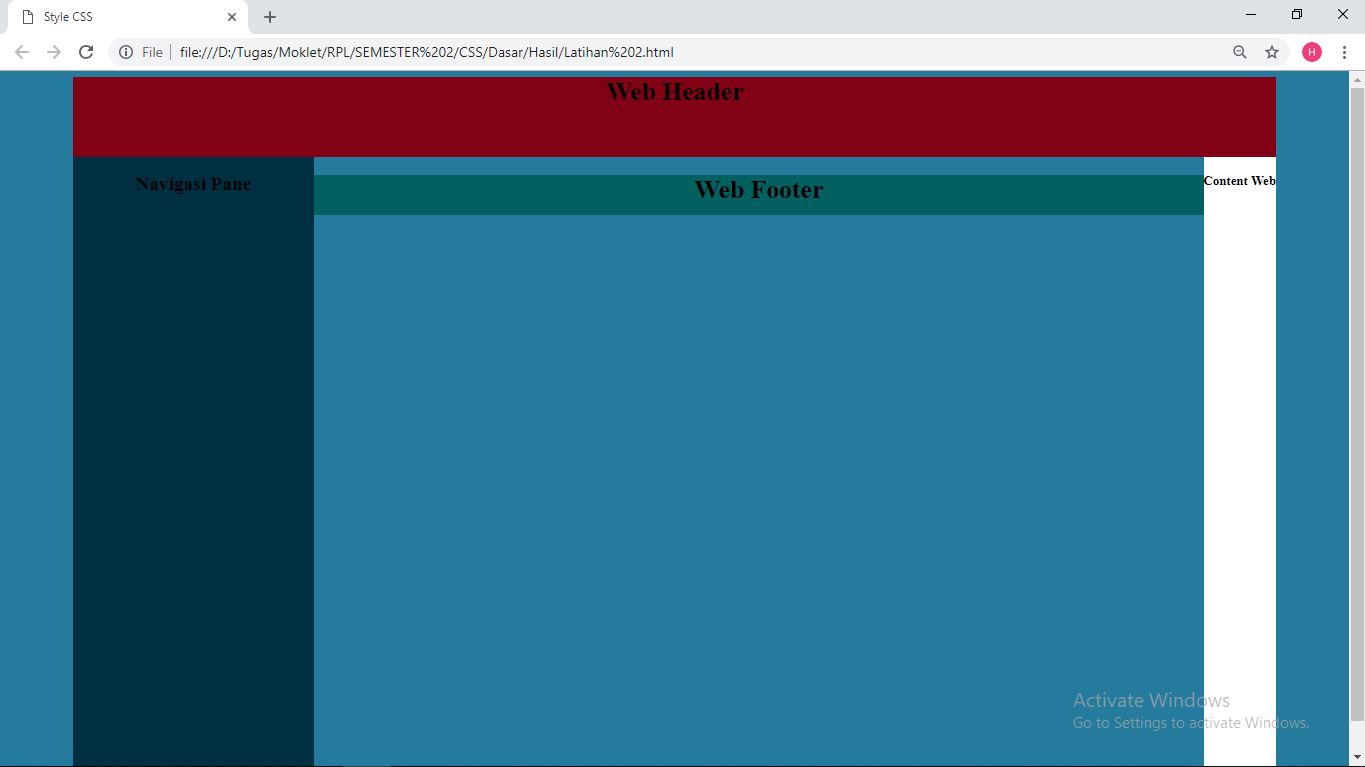 Style CSS
File file:///D:/Tugas/Moklet/RPL/SEMESTER%202/CSS/Dasar/Hasil/Latihan%202.html
H
Web Header
Navigasi Pane
Web Footer
Content Web
Activate Windows
Go to Settings to activate Windows.